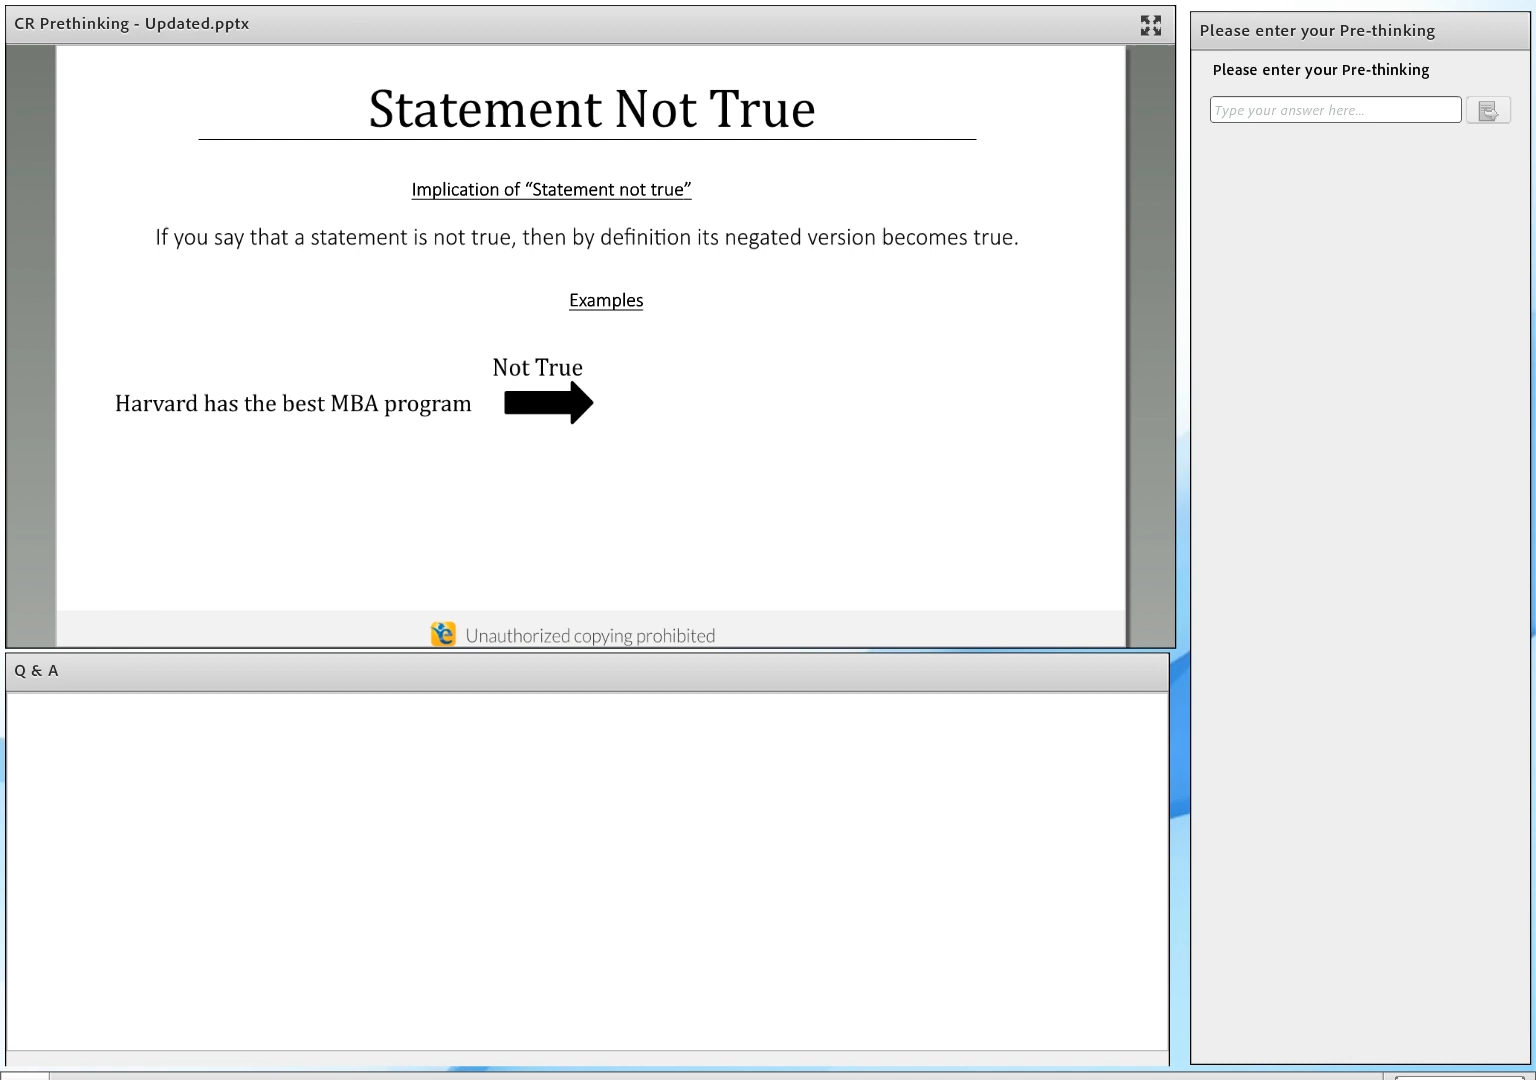 CR Prethinking - Updated.pptx
Statement Not True
Implication of “Statement not true”
If you say that a statement is not true, then by definition its negated version becomes true.
Examples
Not True
Harvard has the best MBA program
Unauthorized copying prohibited
Q & A
Please enter your Pre-thinking
Please enter your Pre-thinking
Type your answer here...